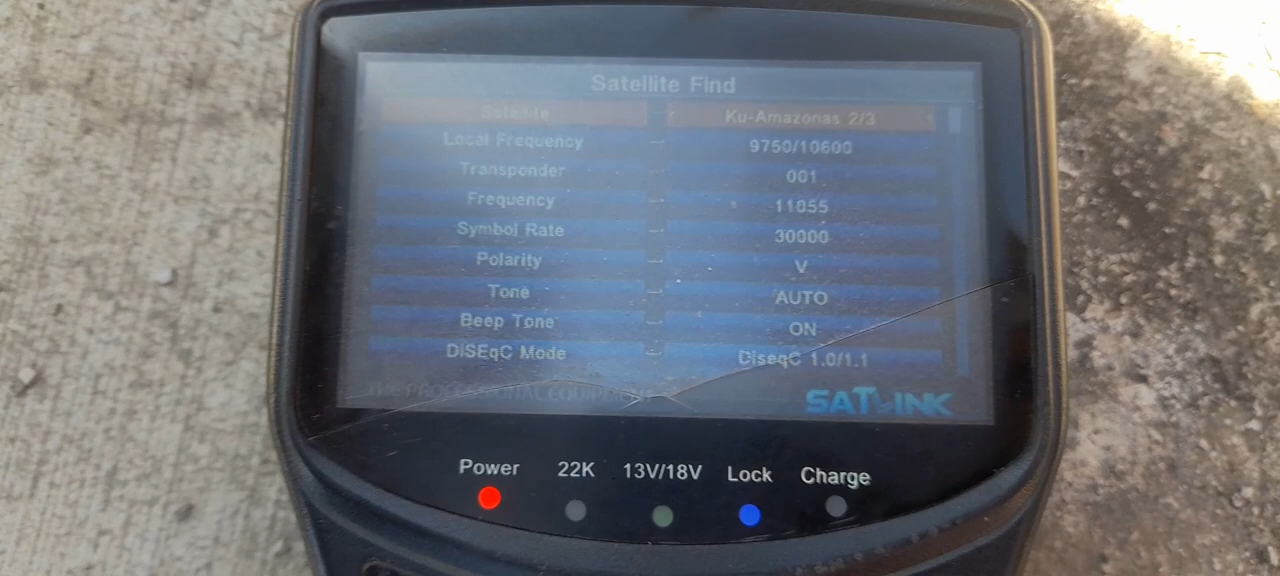 Satellite Find
Satellite Ku-Amazonas 2/3
Local Frequency 9750/10600
Transponder 001
Frequency 11055
Symbol Rate 30000
Polarity V
Tone AUTO
Beep Tone ON
DiSEqC Mode DiseqC 1.0/1.1
THE PROFESSIONAL EQUIPMENT
SATLINK
Power 22K 13V/18V Lock Charge